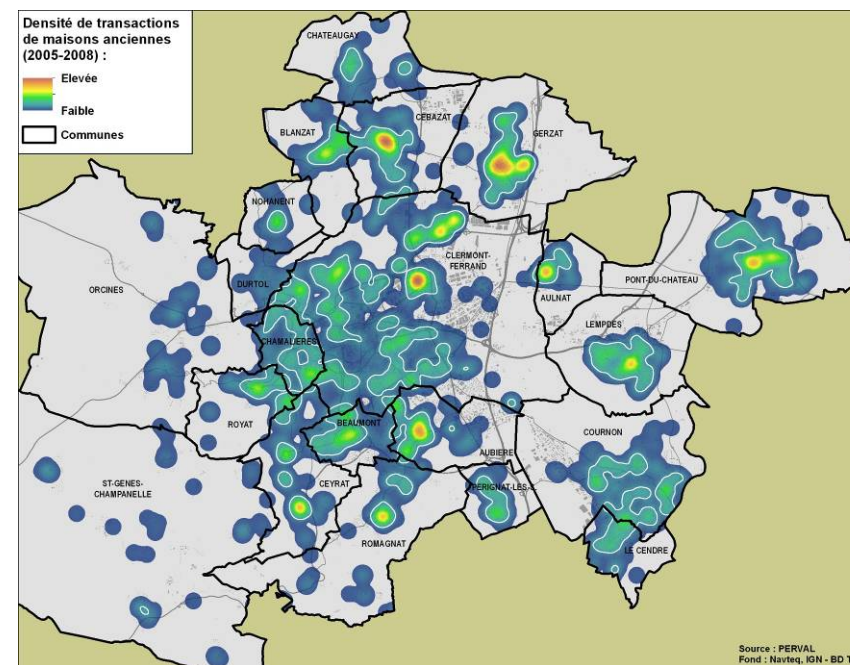 Densité de transactions
de maisons anciennes
(2005-2008) :
Elevée
Faible
Communes
CHATEAUGAY
CEBAZAT
BLANZAT
GERZAT
NOHANENT
CLERMONT-
FERRAND
ORCINES
DURTOL
AULNAT
PONT-DU-CHATEAU
LEMPDES
CHAMALIERES
ROYAT
BEAUMONT
COURNON
AUBIERE
ST-GENES-
CHAMPANELLE
CEYRAT
PERIGNAT-LES-S.
ROMAGNAT
LE CENDRE
Source : PERVAL
Fond : Navteq, IGN - BD T